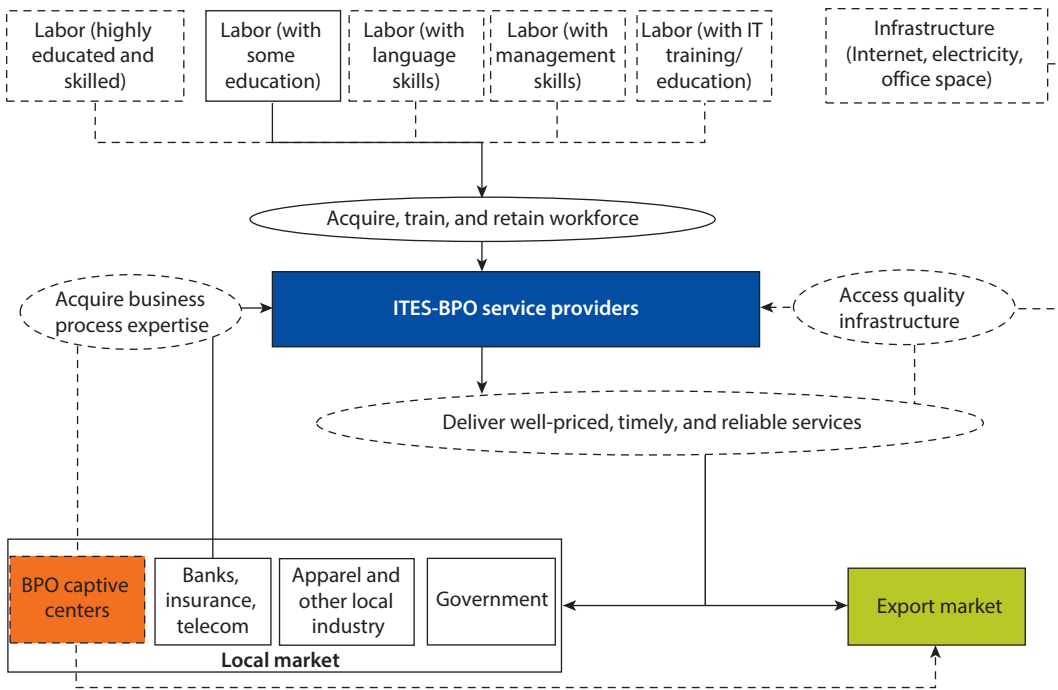 Labor (highly
educated and
skilled)
Labor (with
some
education)
Labor (with
language
skills)
Labor (with
management
skills)
Labor (with IT
training/
education)
Infrastructure
(Internet, electricity,
office space)
Acquire, train, and retain workforce
Acquire business
process expertise
ITES-BPO service providers
Access quality
infrastructure
Deliver well-priced, timely, and reliable services
BPO captive
centers
Banks,
insurance,
telecom
Apparel and
other local
industry
Government
Export market
Local market